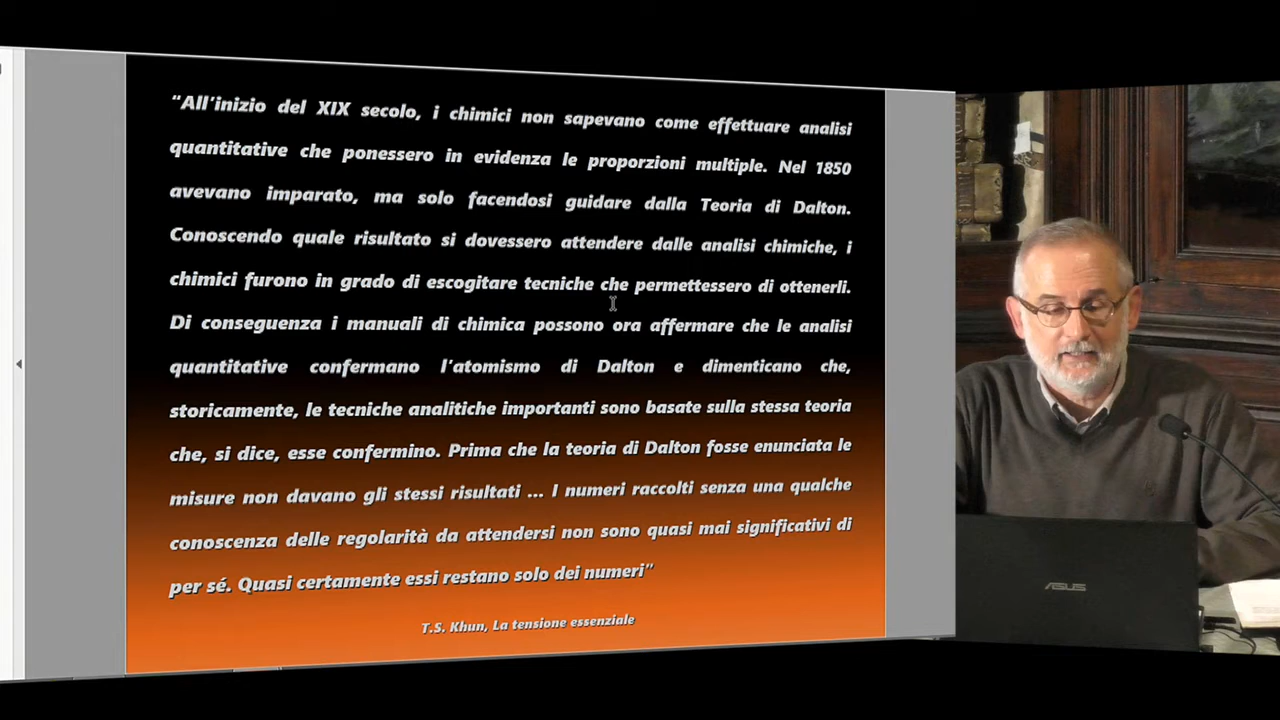 “All'inizio del XIX secolo, i chimici non sapevano come effettuare analisi
quantitative che ponessero in evidenza le proporzioni multiple. Nel 1850
avevano imparato, ma solo facendosi guidare dalla Teoria di Dalton.
Conoscendo quale risultato si dovessero attendere dalle analisi chimiche, i
chimici furono in grado di escogitare tecniche che permettessero di ottenerli.
Di conseguenza i manuali di chimica possono ora affermare che le analisi
quantitative confermano l'atomismo di Dalton e dimenticano che,
storicamente, le tecniche analitiche importanti sono basate sulla stessa teoria
che, si dice, esse confermino. Prima che la teoria di Dalton fosse enunciata le
misure non davano gli stessi risultati ... I numeri raccolti senza una qualche
conoscenza delle regolarità da attendersi non sono quasi mai significativi di
per sé. Quasi certamente essi restano solo dei numeri”
T.S. Khun, La tensione essenziale
ASUS